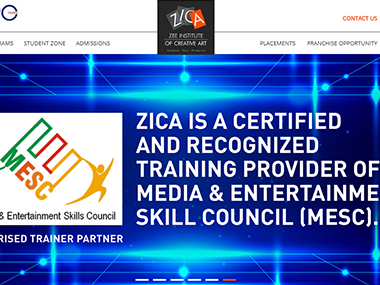 CONTACT US
ZICA
ZEE INSTITUTE
OF CREATIVE ART
RAMS STUDENT ZONE ADMISSIONS
PLACEMENTS FRANCHISE OPPORTUNITY
ZICA IS A CERTIFIED
AND RECOGNIZED
TRAINING PROVIDER OF
MEDIA & ENTERTAINME
SKILL COUNCIL (MESC).
MESC
& Entertainment Skills Council
RISED TRAINER PARTNER